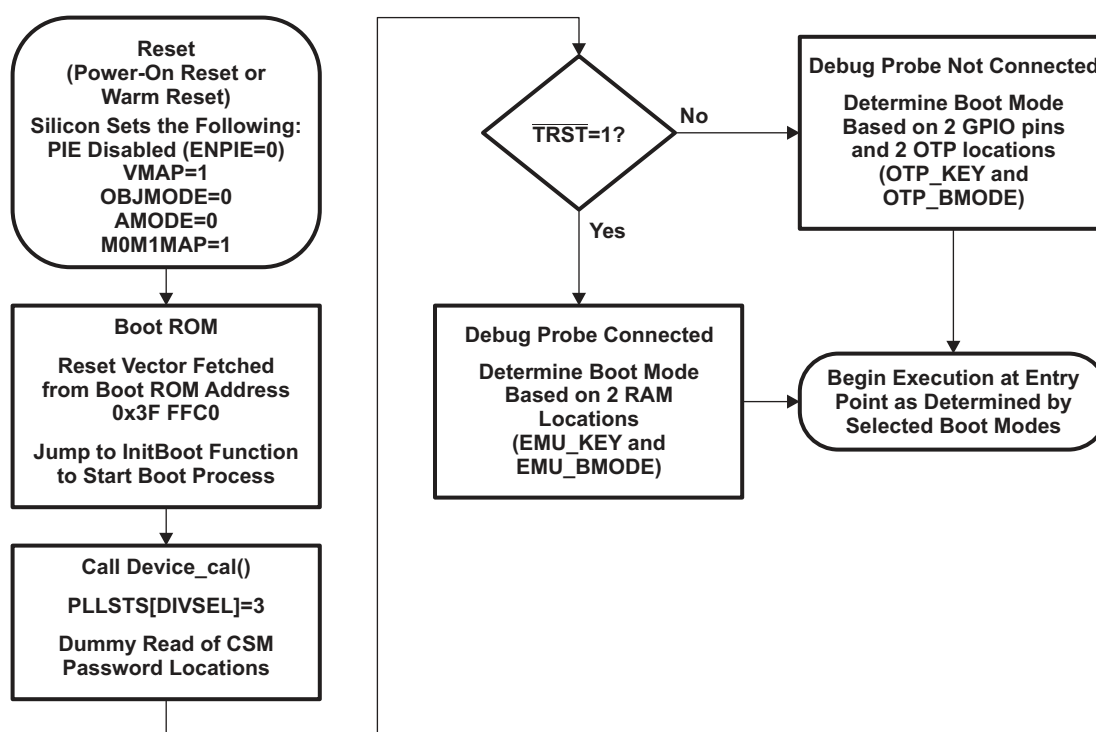 Reset
(Power-On Reset or
Warm Reset)
Silicon Sets the Following:
PIE Disabled (ENPIE=0)
VMAP=1
OBJMODE=0
AMODE=0
M0M1MAP=1
Boot ROM
Reset Vector Fetched
from Boot ROM Address
0x3F FFC0
Jump to InitBoot Function
to Start Boot Process
Call Device_cal()
PLLSTS[DIVSEL]=3
Dummy Read of CSM
Password Locations
TRST=1?
No
Yes
Debug Probe Connected
Determine Boot Mode
Based on 2 RAM
Locations
(EMU_KEY and
EMU_BMODE)
Debug Probe Not Connected
Determine Boot Mode
Based on 2 GPIO pins
and 2 OTP locations
(OTP_KEY and
OTP_BMODE)
Begin Execution at Entry
Point as Determined by
Selected Boot Modes